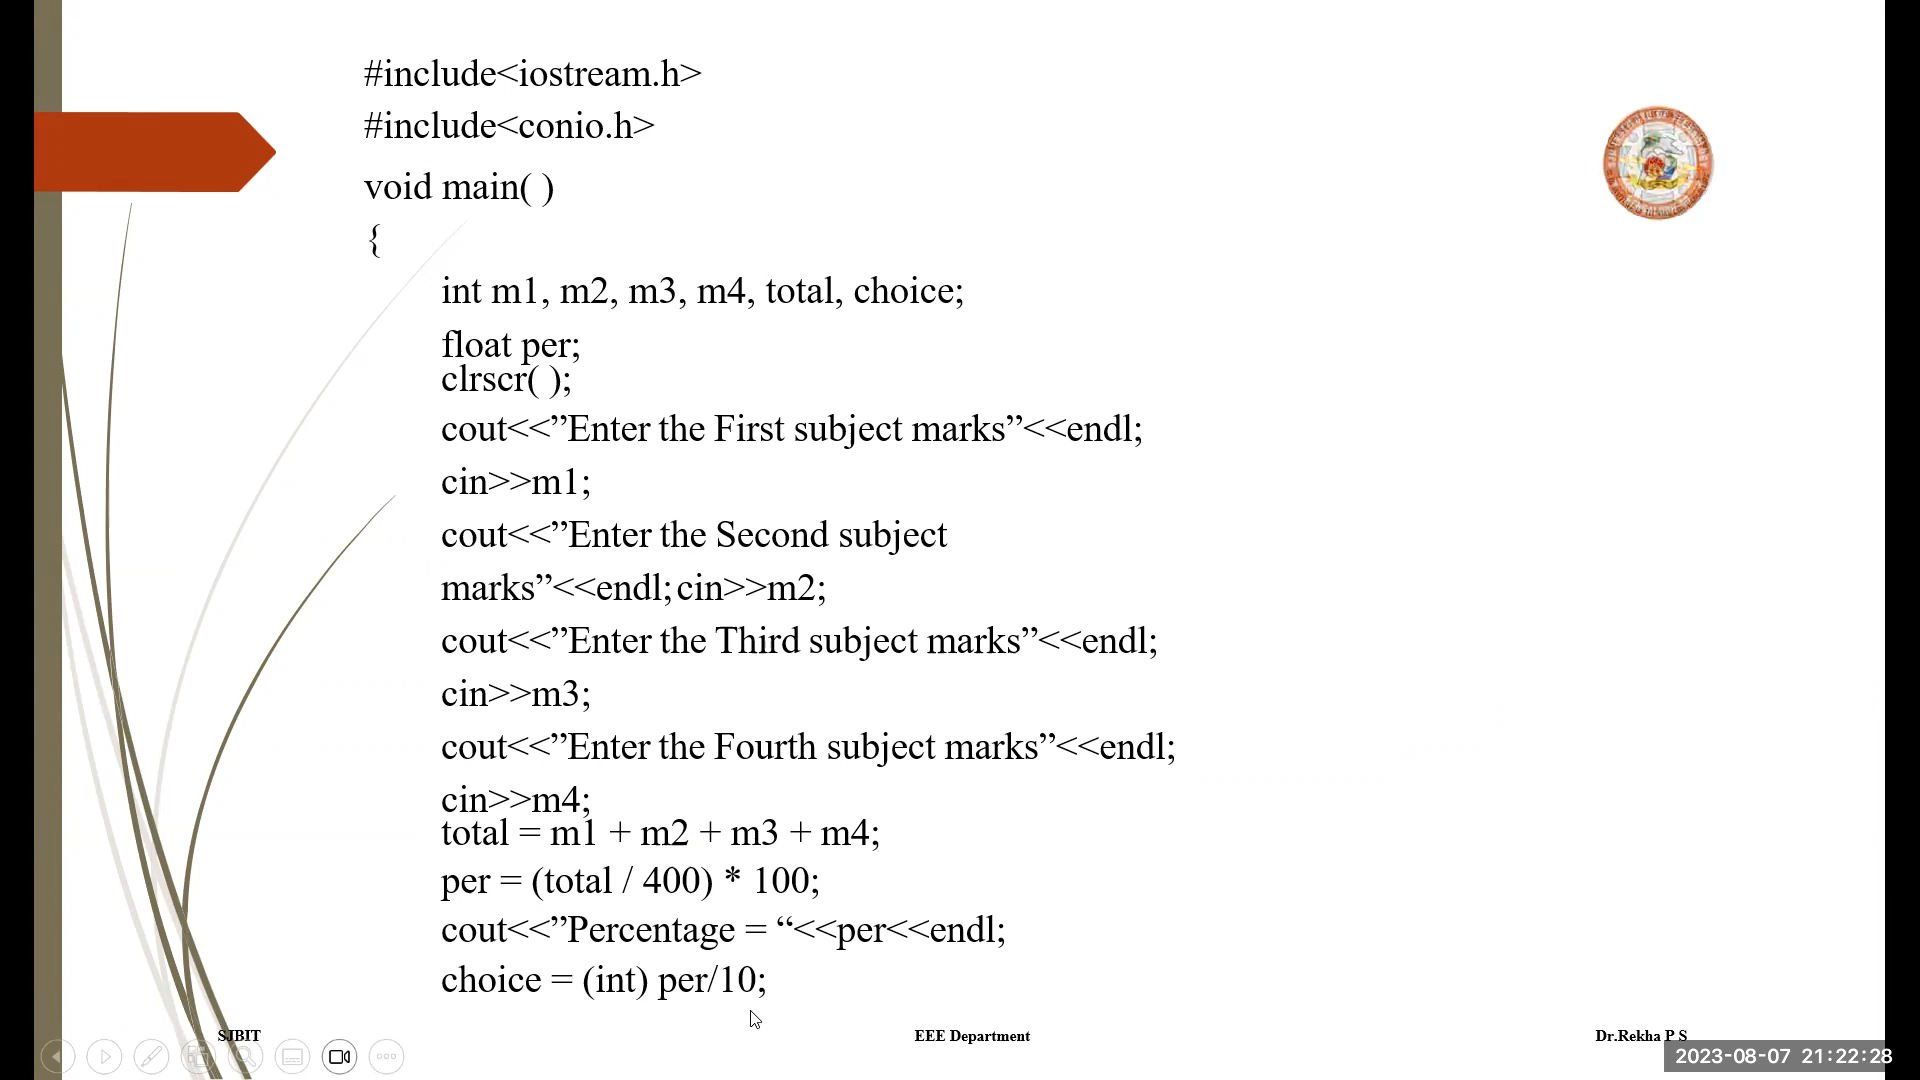 #include<iostream.h>
#include<conio.h>
void main( )
{
int m1, m2, m3, m4, total, choice;
float per;
clrscr( );
cout<<”Enter the First subject marks”<<endl;
cin>>m1;
cout<<”Enter the Second subject
marks”<<endl; cin>>m2;
cout<<”Enter the Third subject marks”<<endl;
cin>>m3;
cout<<”Enter the Fourth subject marks”<<endl;
cin>>m4;
total = m1 + m2 + m3 + m4;
per = (total / 400) * 100;
cout<<”Percentage = “<<per<<endl;
choice = (int) per/10;
SJBIT
EEE Department
Dr.Rekha P S
2023-08-07 21:22:28